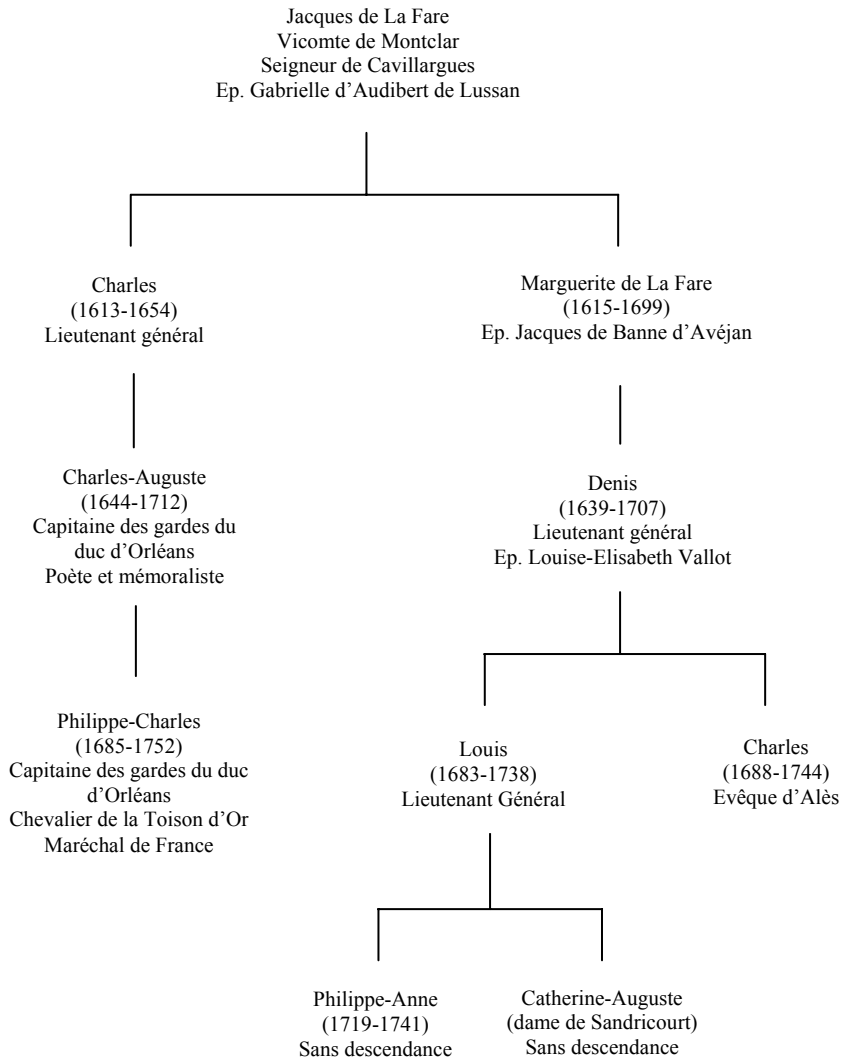 Jacques de La Fare
Vicomte de Montclar
Seigneur de Cavillargues
Ep. Gabrielle d’Audibert de Lussan
Charles
(1613-1654)
Lieutenant général
Marguerite de La Fare
(1615-1699)
Ep. Jacques de Banne d’Avéjan
Charles-Auguste
(1644-1712)
Capitaine des gardes du
duc d’Orléans
Poète et mémoraliste
Denis
(1639-1707)
Lieutenant général
Ep. Louise-Elisabeth Vallot
Philippe-Charles
(1685-1752)
Capitaine des gardes du duc
d’Orléans
Chevalier de la Toison d’Or
Maréchal de France
Louis
(1683-1738)
Lieutenant Général
Charles
(1688-1744)
Evêque d’Alès
Philippe-Anne
(1719-1741)
Sans descendance
Catherine-Auguste
(dame de Sandricourt)
Sans descendance